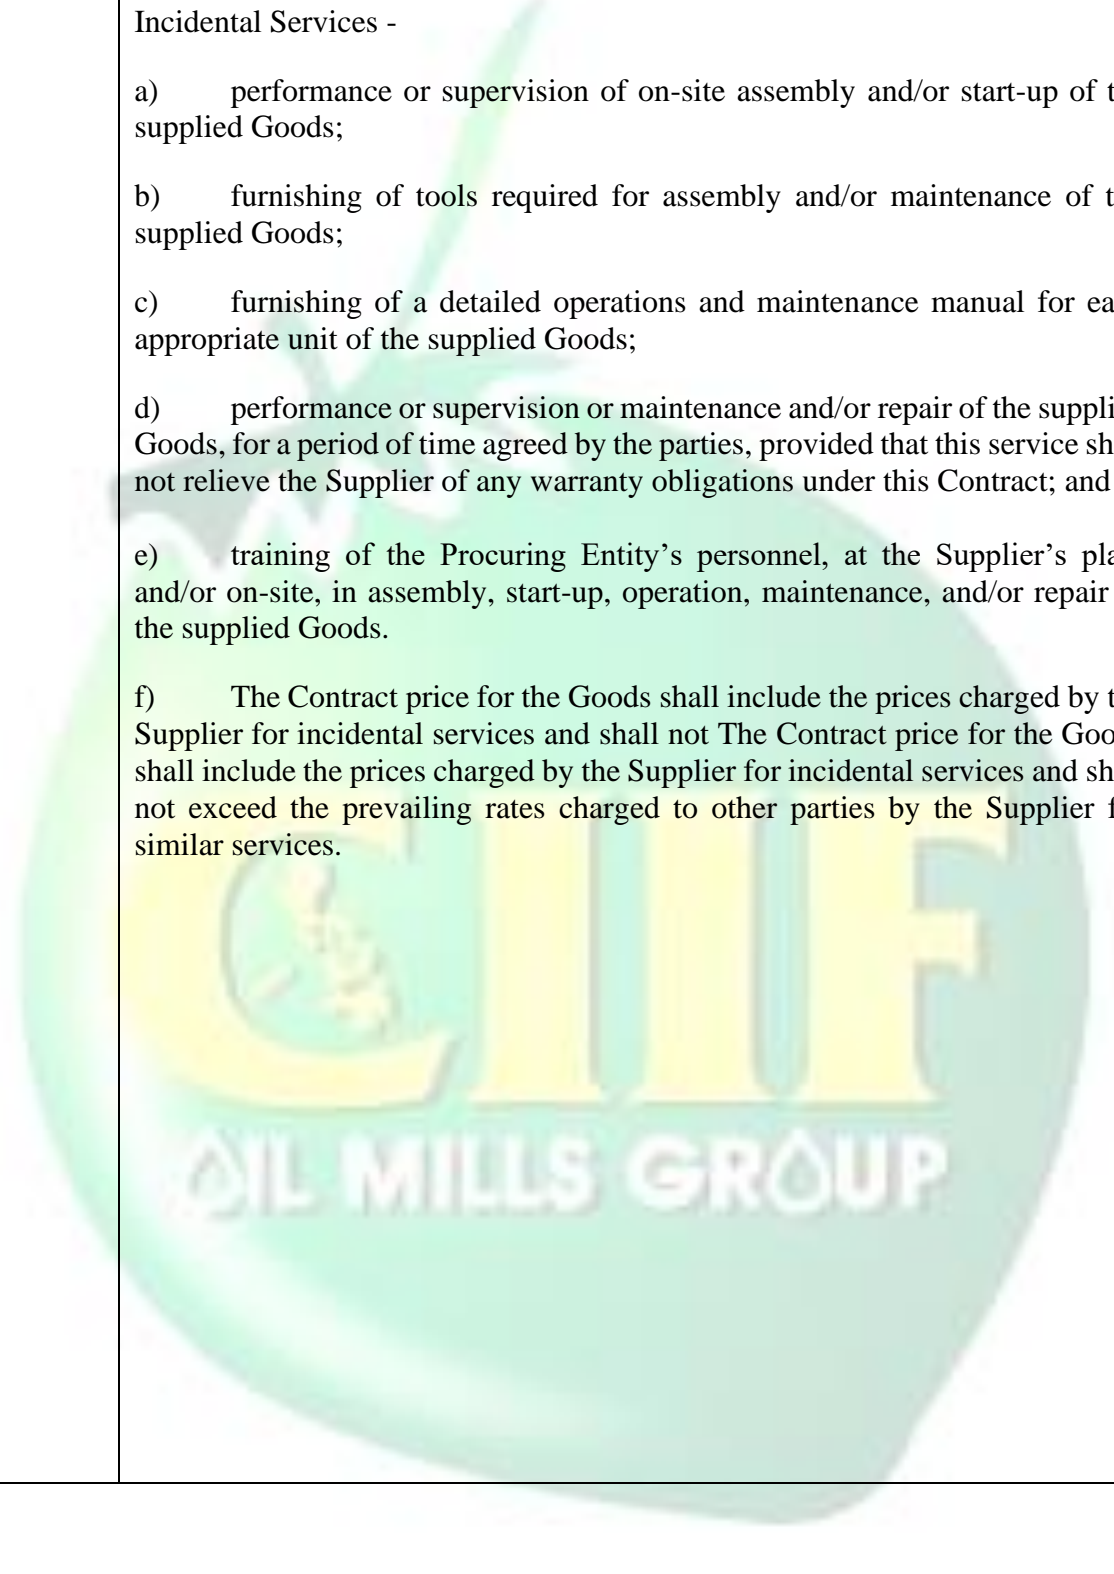 Incidental Services -
a) performance or supervision of on-site assembly and/or start-up of t
supplied Goods;
b) furnishing of tools required for assembly and/or maintenance of t
supplied Goods;
c) furnishing of a detailed operations and maintenance manual for ea
appropriate unit of the supplied Goods;
d) performance or supervision or maintenance and/or repair of the suppli
Goods, for a period of time agreed by the parties, provided that this service sh
not relieve the Supplier of any warranty obligations under this Contract; and
e) training of the Procuring Entity’s personnel, at the Supplier’s pla
and/or on-site, in assembly, start-up, operation, maintenance, and/or repair
the supplied Goods.
f) The Contract price for the Goods shall include the prices charged by t
Supplier for incidental services and shall not The Contract price for the Goo
shall include the prices charged by the Supplier for incidental services and sh
not exceed the prevailing rates charged to other parties by the Supplier f
similar services.
CIIF
OIL MILLS GROUP